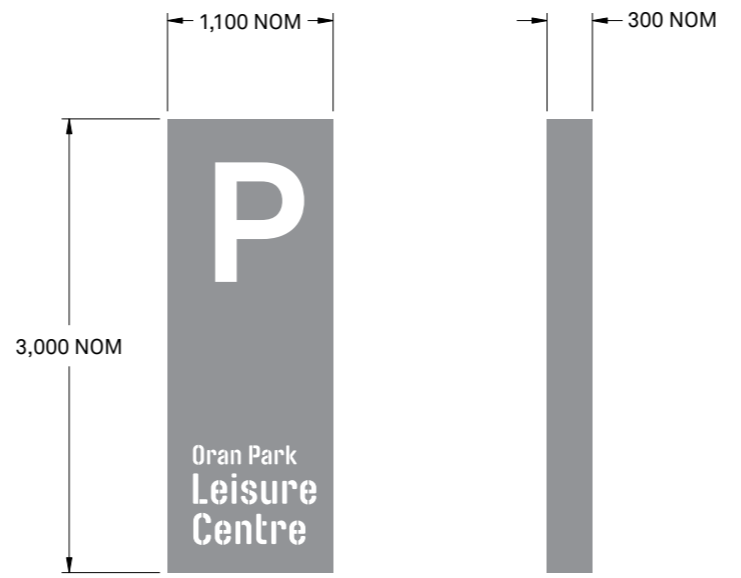 1,100 NOM
300 NOM
P
3,000 NOM
Oran Park
Leisure
Centre